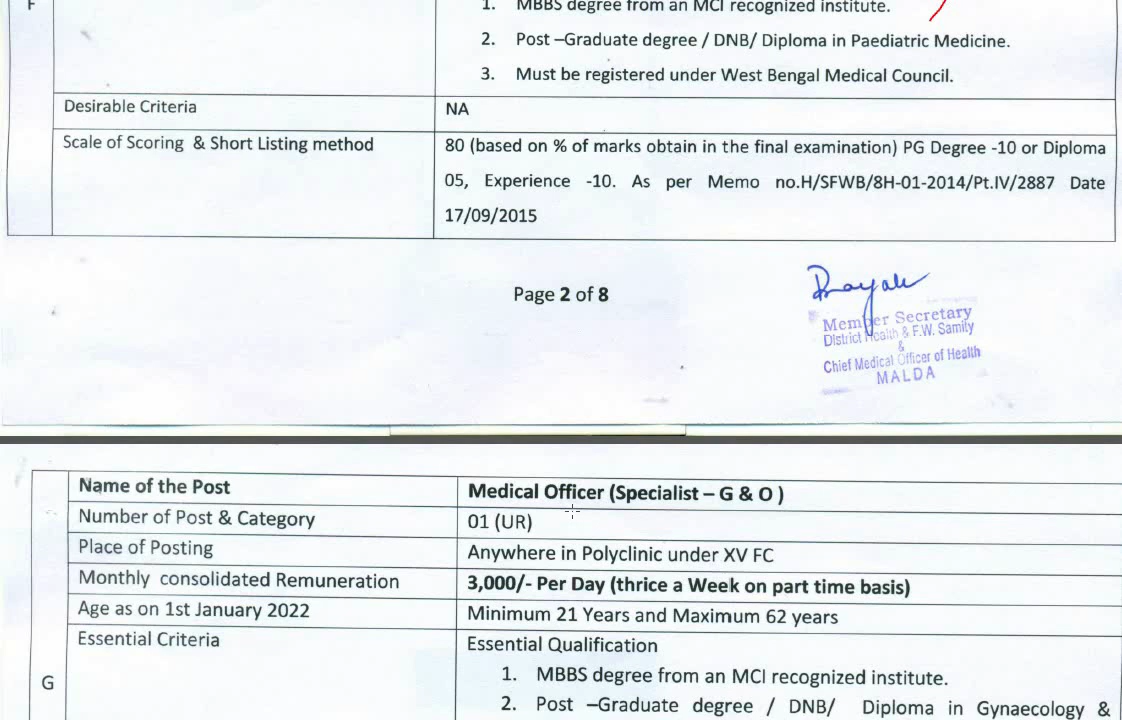 F
1. MBBS degree from an MCI recognized institute.
2. Post –Graduate degree / DNB/ Diploma in Paediatric Medicine.
3. Must be registered under West Bengal Medical Council.
Desirable Criteria NA
Scale of Scoring & Short Listing method 80 (based on % of marks obtain in the final examination) PG Degree -10 or Diploma
05, Experience -10. As per Memo no.H/SFWB/8H-01-2014/Pt.IV/2887 Date
17/09/2015
Page 2 of 8
Member Secretary
District Health & F.W. Samily
&
Chief Medical Officer of Health
MALDA
Name of the Post Medical Officer (Specialist – G & O )
Number of Post & Category 01 (UR)
Place of Posting Anywhere in Polyclinic under XV FC
Monthly consolidated Remuneration 3,000/- Per Day (thrice a Week on part time basis)
Age as on 1st January 2022 Minimum 21 Years and Maximum 62 years
Essential Criteria Essential Qualification
G 1. MBBS degree from an MCI recognized institute.
2. Post –Graduate degree / DNB/ Diploma in Gynaecology &